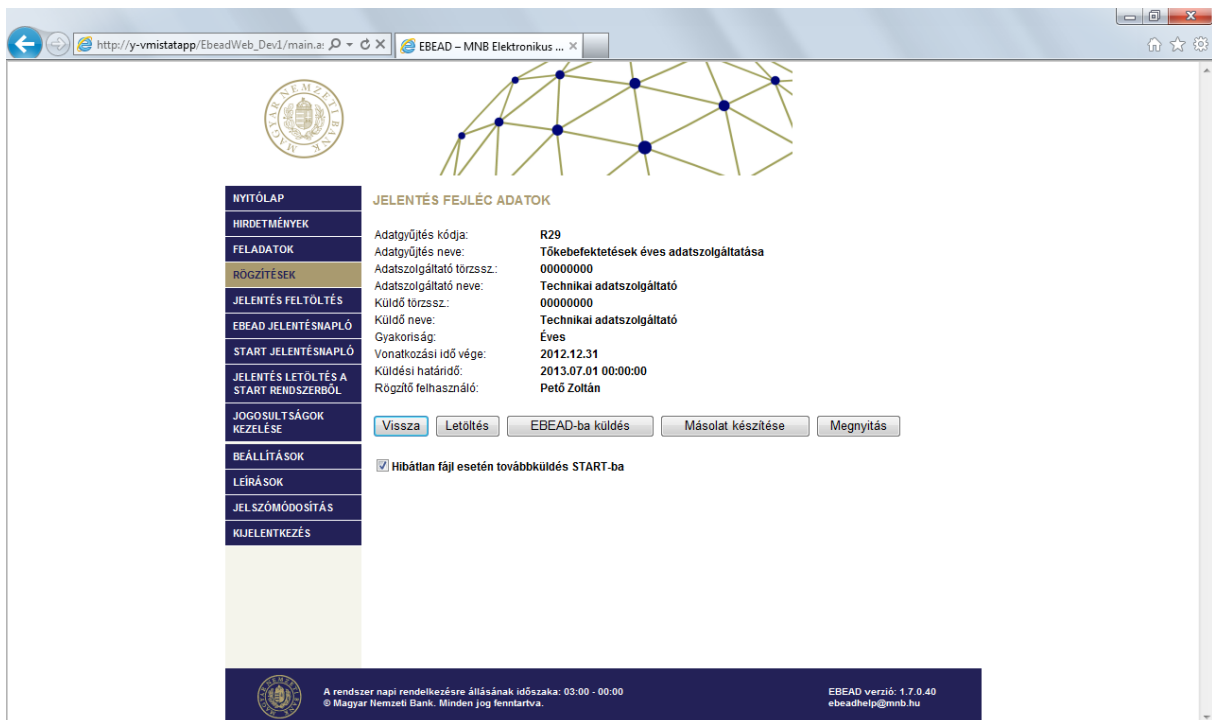 http://y-vmistatapp/EbeadWeb_Dev1/main.a
EBEAD – MNB Elektronikus ...
MAGYAR NEMZETI BANK
NYITÓLAP
HIRDETMÉNYEK
FELADATOK
RÖGZÍTÉSEK
JELENTÉS FELTÖLTÉS
EBEAD JELENTÉSNAPLÓ
START JELENTÉSNAPLÓ
JELENTÉS LETÖLTÉS A
START RENDSZERBŐL
JOGOSULTSÁGOK
KEZELÉSE
BEÁLLÍTÁSOK
LEÍRÁSOK
JELSZÓMÓDOSÍTÁS
KIJELENTKEZÉS
JELENTÉS FEJLÉC ADATOK
Adatgyűjtés kódja: R29
Adatgyűjtés neve: Tőkebefektetések éves adatszolgáltatása
Adatszolgáltató törzssz.: 00000000
Adatszolgáltató neve: Technikai adatszolgáltató
Küldő törzssz.: 00000000
Küldő neve: Technikai adatszolgáltató
Gyakoriság: Éves
Vonatkozási idő vége: 2012.12.31
Küldési határidő: 2013.07.01 00:00:00
Rögzítő felhasználó: Pető Zoltán
Vissza Letöltés EBEAD-ba küldés Másolat készítése Megnyitás
Hibátlan fájl esetén továbbküldés START-ba
A rendszer napi rendelkezésre állásának időszaka: 03:00 - 00:00
© Magyar Nemzeti Bank. Minden jog fenntartva.
EBEAD verzió: 1.7.0.40
ebeadhelp@mnb.hu